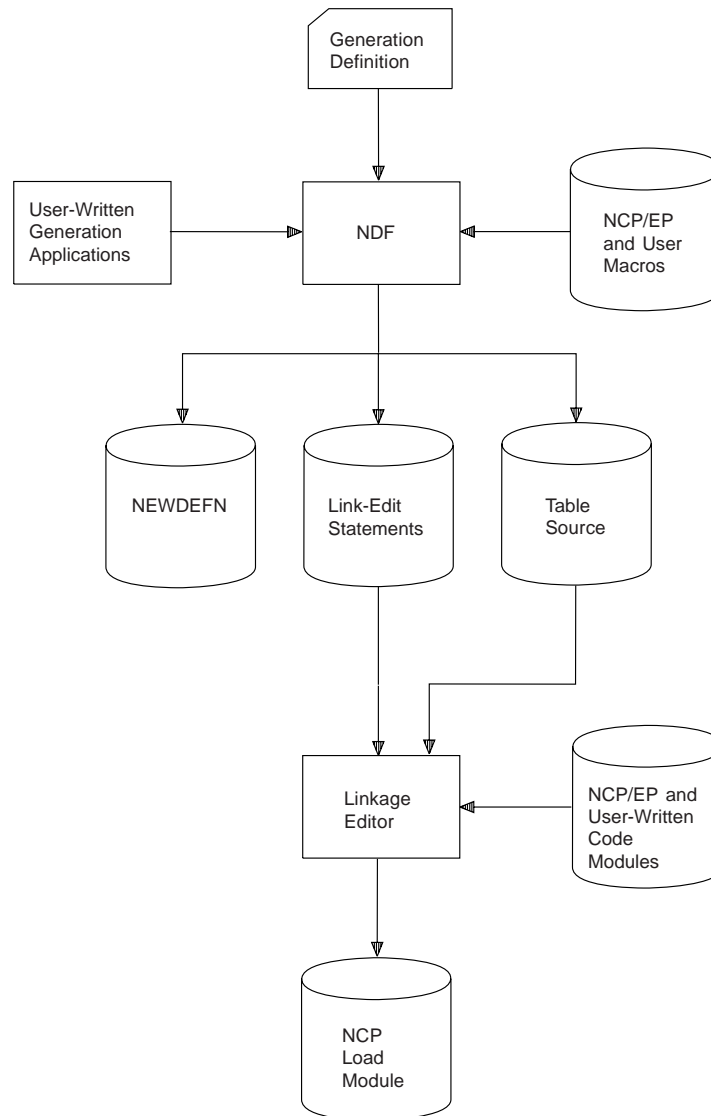 Generation
Definition
User-Written
Generation
Applications
NDF
NCP/EP
and User
Macros
NEWDEFN
Link-Edit
Statements
Table
Source
Linkage
Editor
NCP/EP and
User-Written
Code
Modules
NCP
Load
Module